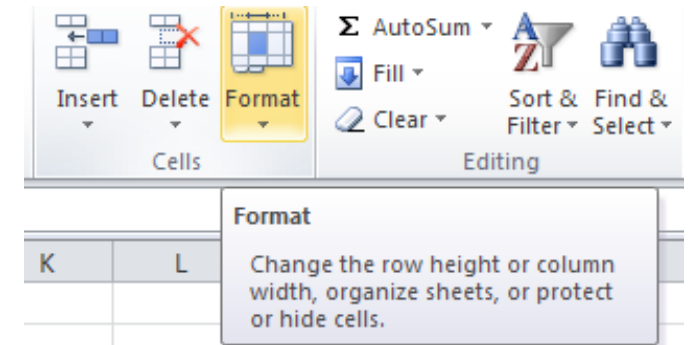 Insert Delete Format
Cells
Σ AutoSum
Fill
Clear
Sort & Filter
Find & Select
Editing
Format
Change the row height or column
width, organize sheets, or protect
or hide cells.
K L